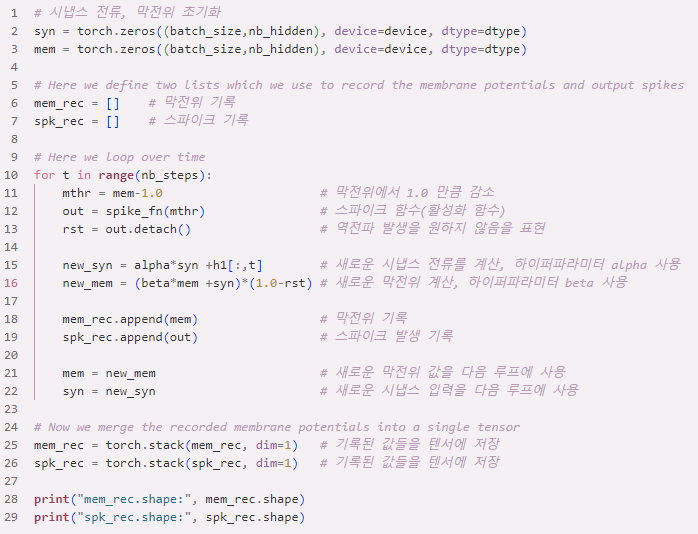 1 # 시냅스 전류, 막전위 초기화
2 syn = torch.zeros((batch_size,nb_hidden), device=device, dtype=dtype)
3 mem = torch.zeros((batch_size,nb_hidden), device=device, dtype=dtype)
4
5 # Here we define two lists which we use to record the membrane potentials and output spikes
6 mem_rec = [] # 막전위 기록
7 spk_rec = [] # 스파이크 기록
8
9 # Here we loop over time
10 for t in range(nb_steps):
11 mthr = mem-1.0 # 막전위에서 1.0 만큼 감소
12 out = spike_fn(mthr) # 스파이크 함수(활성화 함수)
13 rst = out.detach() # 역전파 발생을 원하지 않음을 표현
14
15 new_syn = alpha*syn +h1[:,t] # 새로운 시냅스 전류를 계산, 하이퍼파라미터 alpha 사용
16 new_mem = (beta*mem +syn)*(1.0-rst) # 새로운 막전위 계산, 하이퍼파라미터 beta 사용
17
18 mem_rec.append(mem) # 막전위 기록
19 spk_rec.append(out) # 스파이크 발생 기록
20
21 mem = new_mem # 새로운 막전위 값을 다음 루프에 사용
22 syn = new_syn # 새로운 시냅스 입력을 다음 루프에 사용
23
24 # Now we merge the recorded membrane potentials into a single tensor
25 mem_rec = torch.stack(mem_rec, dim=1) # 기록된 값들을 텐서에 저장
26 spk_rec = torch.stack(spk_rec, dim=1) # 기록된 값들을 텐서에 저장
27
28 print("mem_rec.shape:", mem_rec.shape)
29 print("spk_rec.shape:", spk_rec.shape)